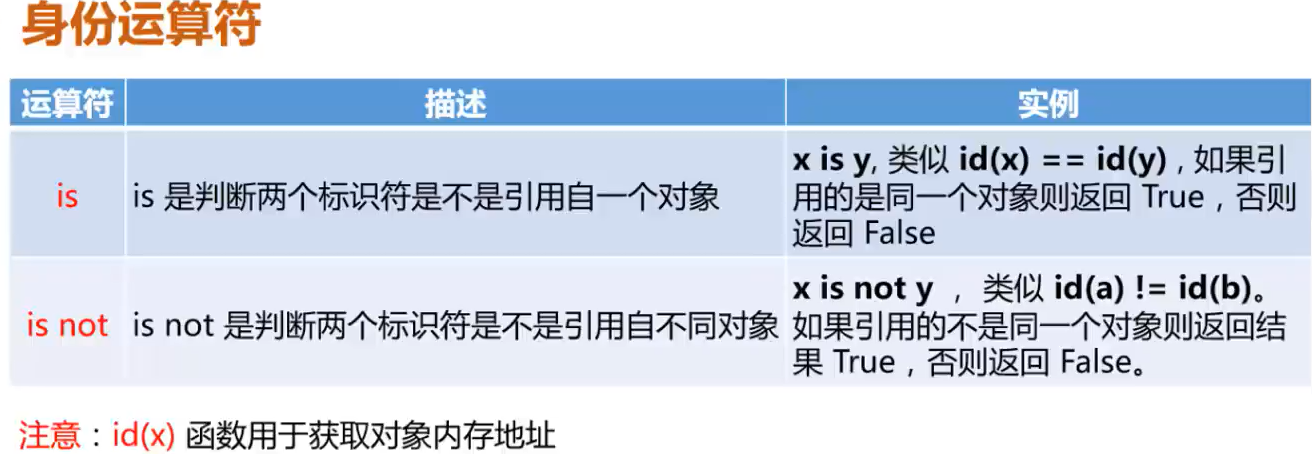 身份运算符
运算符 描述 实例
is is 是判断两个标识符是不是引用自一个对象 x is y, 类似 id(x) == id(y) , 如果引
用的是同一个对象则返回 True，否则
返回 False
is not is not 是判断两个标识符是不是引用自不同对象 x is not y ， 类似 id(a) != id(b)。
如果引用的不是同一个对象则返回结
果 True，否则返回 False。
注意：id(x) 函数用于获取对象内存地址